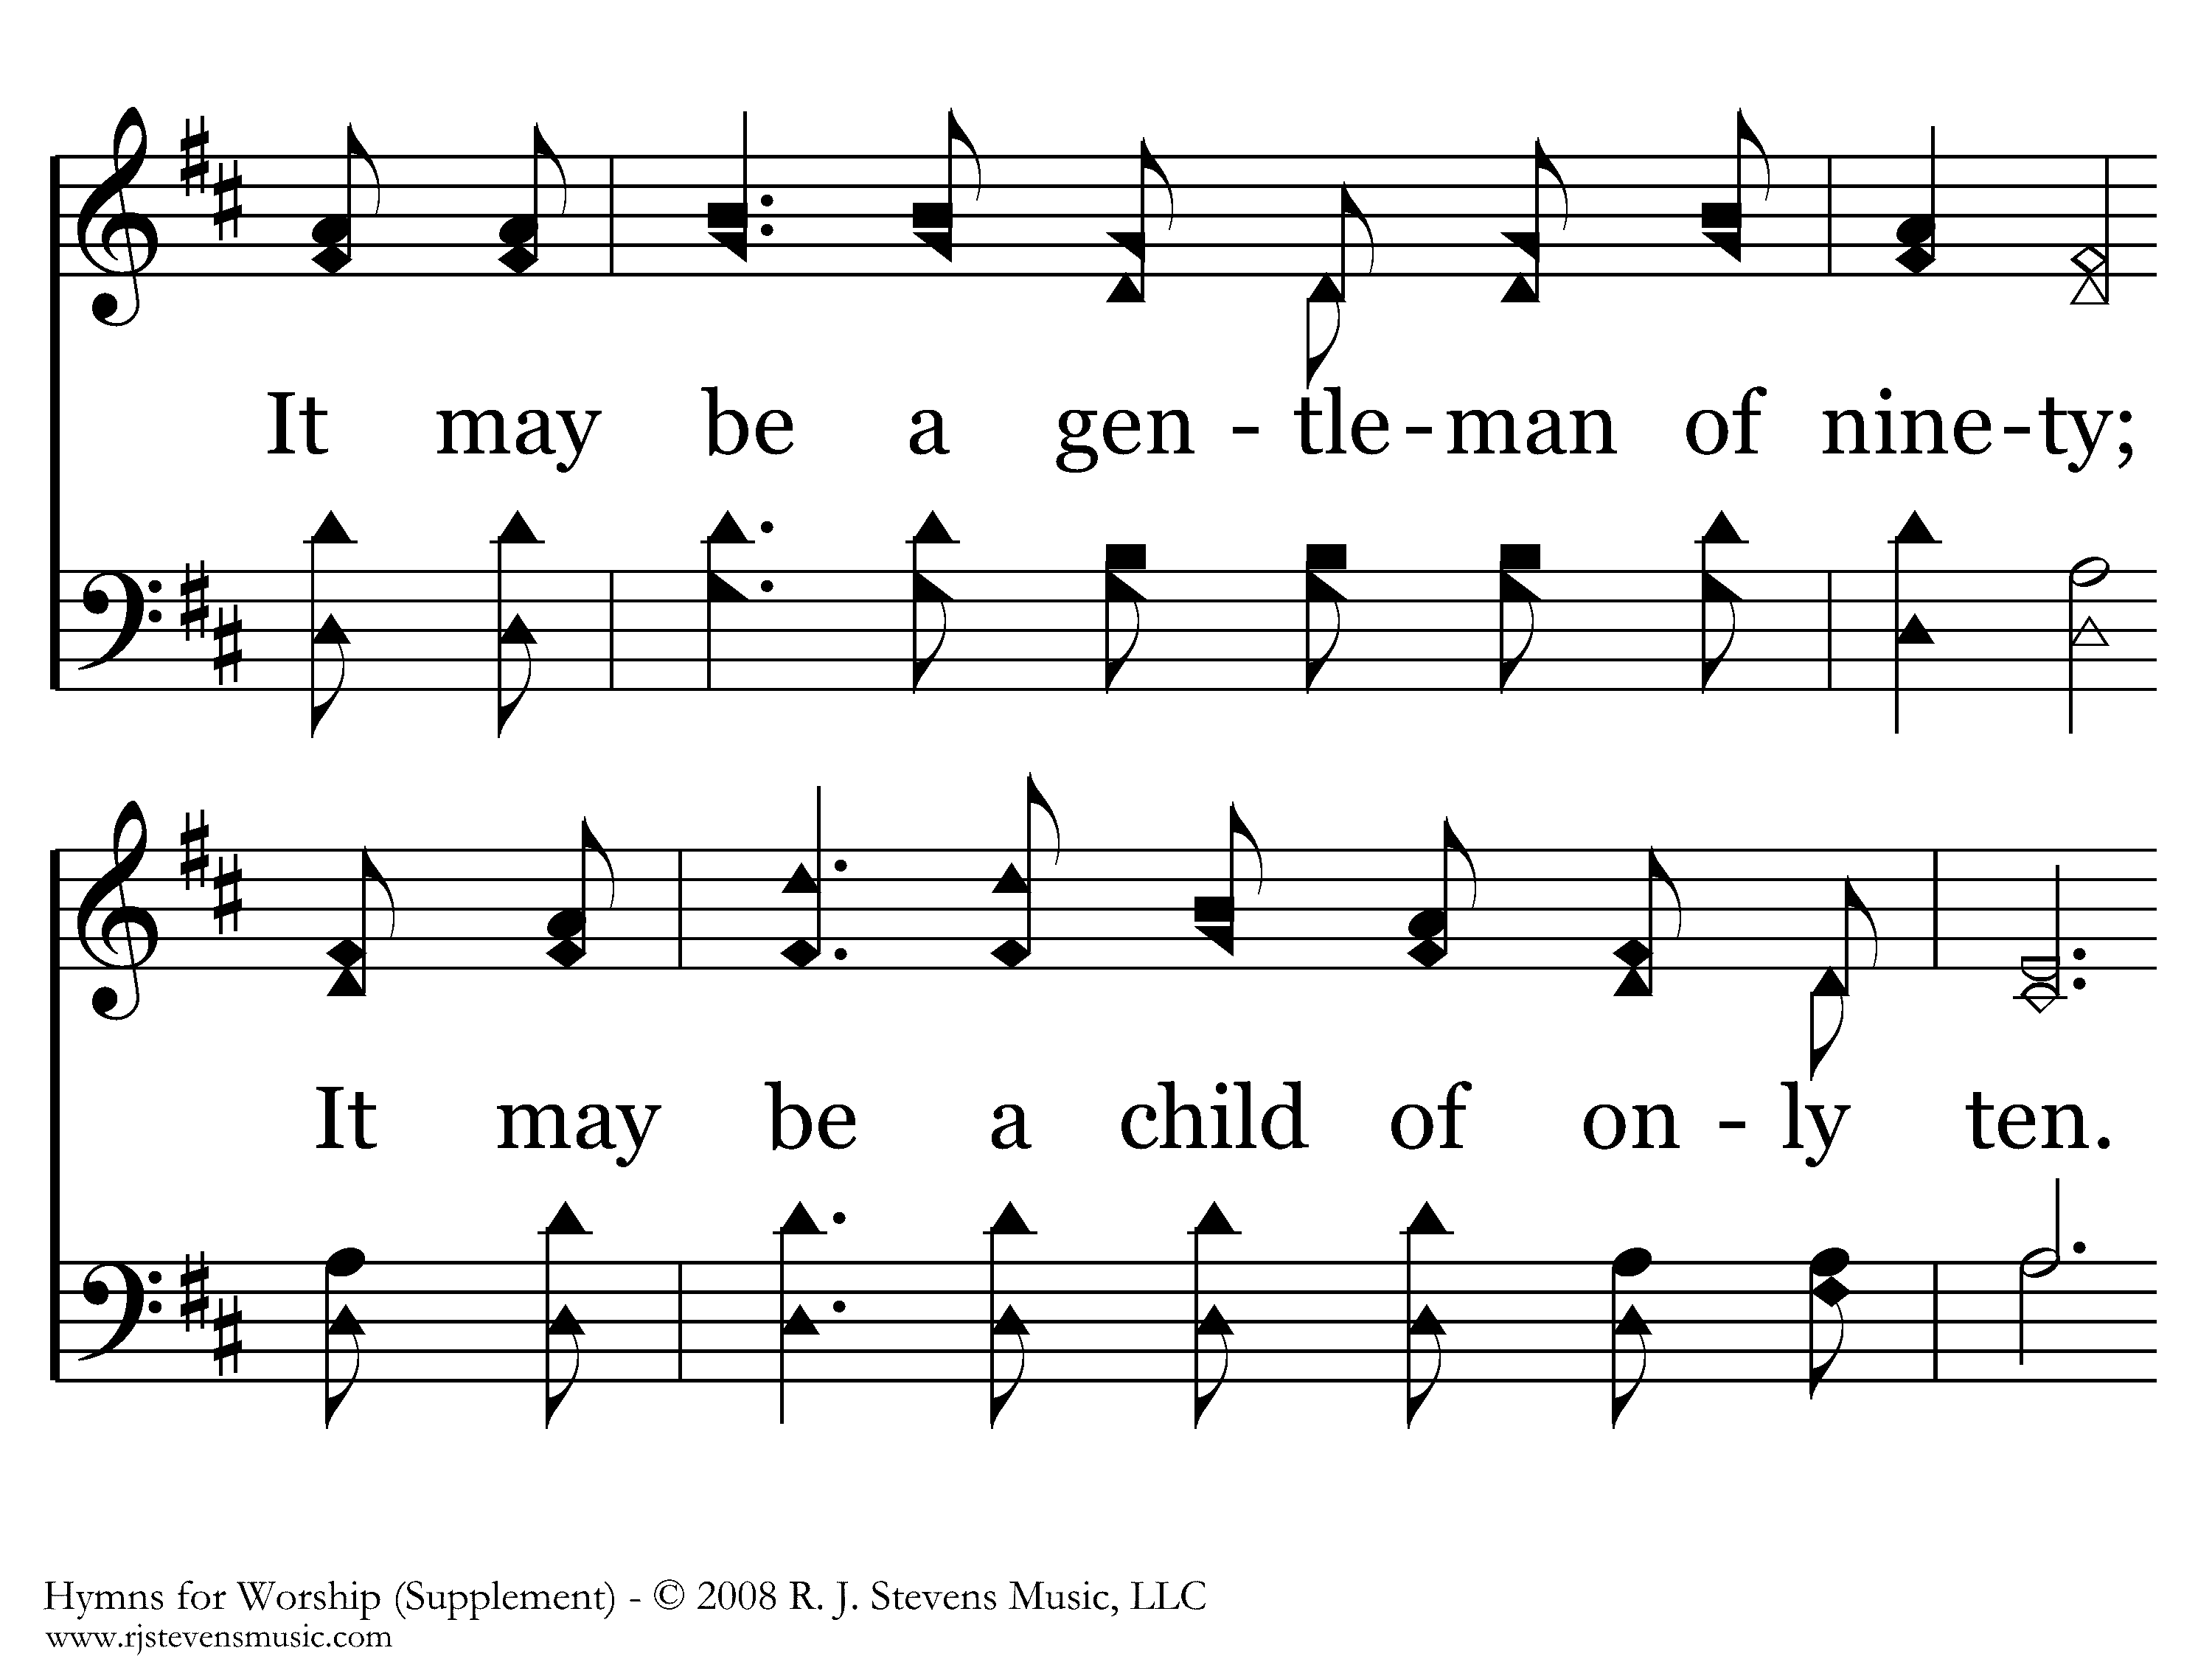 It may be a gen - tle - man of nine - ty;
It may be a child of on - ly ten.
Hymns for Worship (Supplement) - © 2008 R. J. Stevens Music, LLC
www.rjstevensmusic.com